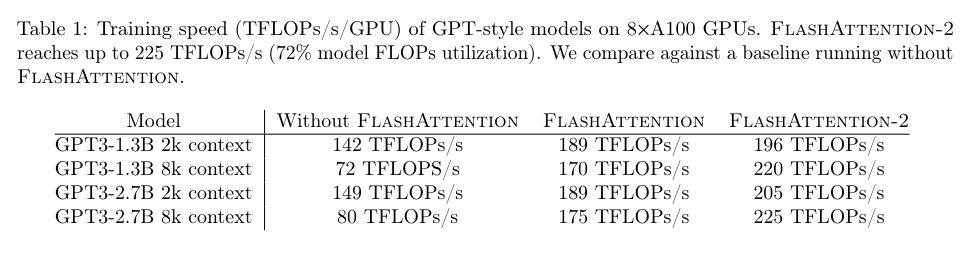 Table 1: Training speed (TFLOPs/s/GPU) of GPT-style models on 8×A100 GPUs. FLASHATTENTION-2
reaches up to 225 TFLOPs/s (72% model FLOPs utilization). We compare against a baseline running without
FLASHATTENTION.
Model Without FLASHATTENTION FLASHATTENTION FLASHATTENTION-2
GPT3-1.3B 2k context 142 TFLOPs/s 189 TFLOPs/s 196 TFLOPs/s
GPT3-1.3B 8k context 72 TFLOPS/s 170 TFLOPs/s 220 TFLOPs/s
GPT3-2.7B 2k context 149 TFLOPs/s 189 TFLOPs/s 205 TFLOPs/s
GPT3-2.7B 8k context 80 TFLOPs/s 175 TFLOPs/s 225 TFLOPs/s